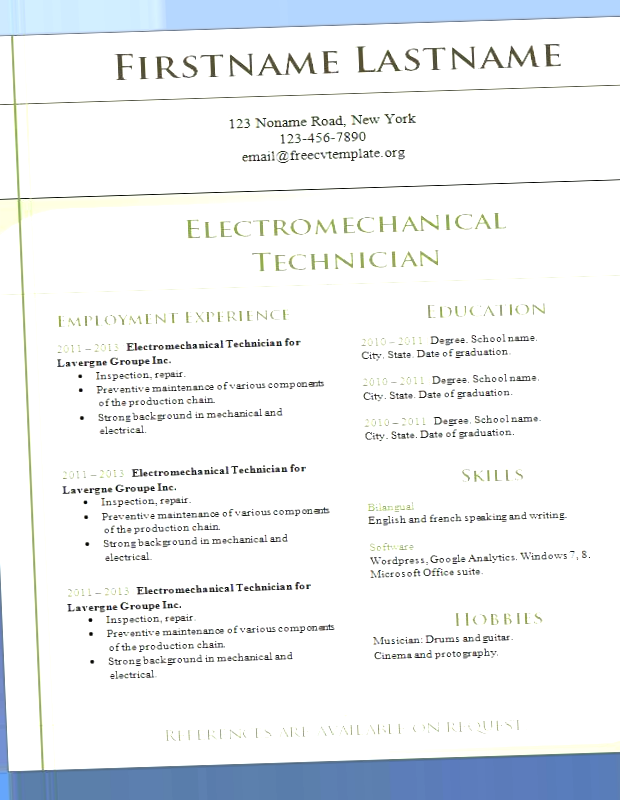 FIRSTNAME LASTNAME
123 Noname Road, New York
123-456-7890
email@freecvtemplate.org
ELECTROMECHANICAL
TECHNICIAN
EMPLOYMENT EXPERIENCE
2011 – 2013 Electromechanical Technician for
Lavergne Groupe Inc.
• Inspection, repair.
• Preventive maintenance of various components
of the production chain.
• Strong background in mechanical and
electrical.
2011 – 2013 Electromechanical Technician for
Lavergne Groupe Inc.
• Inspection, repair.
• Preventive maintenance of various components
of the production chain.
• Strong background in mechanical and
electrical.
2011 – 2013 Electromechanical Technician for
Lavergne Groupe Inc.
• Inspection, repair.
• Preventive maintenance of various components
of the production chain.
• Strong background in mechanical and
electrical.
EDUCATION
2010 – 2011 Degree. School name.
City. State. Date of graduation.
2010 – 2011 Degree. School name.
City. State. Date of graduation.
2010 – 2011 Degree. School name.
City. State. Date of graduation.
SKILLS
Bilangual
English and french speaking and writing.
Software
Wordpress, Google Analytics. Windows 7, 8.
Microsoft Office suite.
HOBBIES
Musician: Drums and guitar.
Cinema and protography.
REFERENCES ARE AVAILABLE ON REQUEST